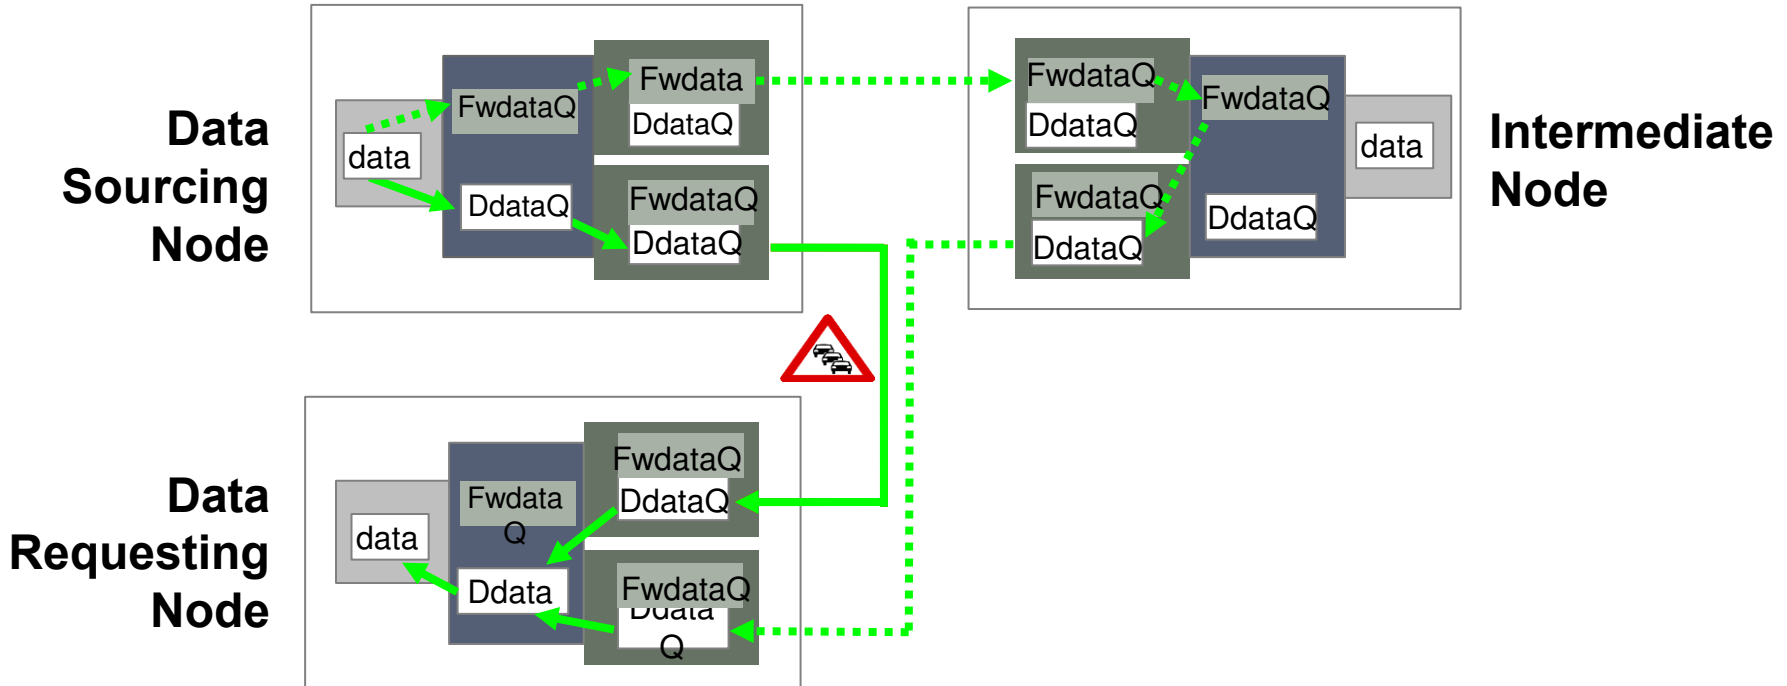 Data
Sourcing
Node
data
FwdataQ
DdataQ
Fwdata
DdataQ
FwdataQ
DdataQ
FwdataQ
DdataQ
FwdataQ
DdataQ
FwdataQ
DdataQ
data
Intermediate
Node
Data
Requesting
Node
data
Fwdata
Q
Ddata
FwdataQ
DdataQ
FwdataQ
Ddata
Q